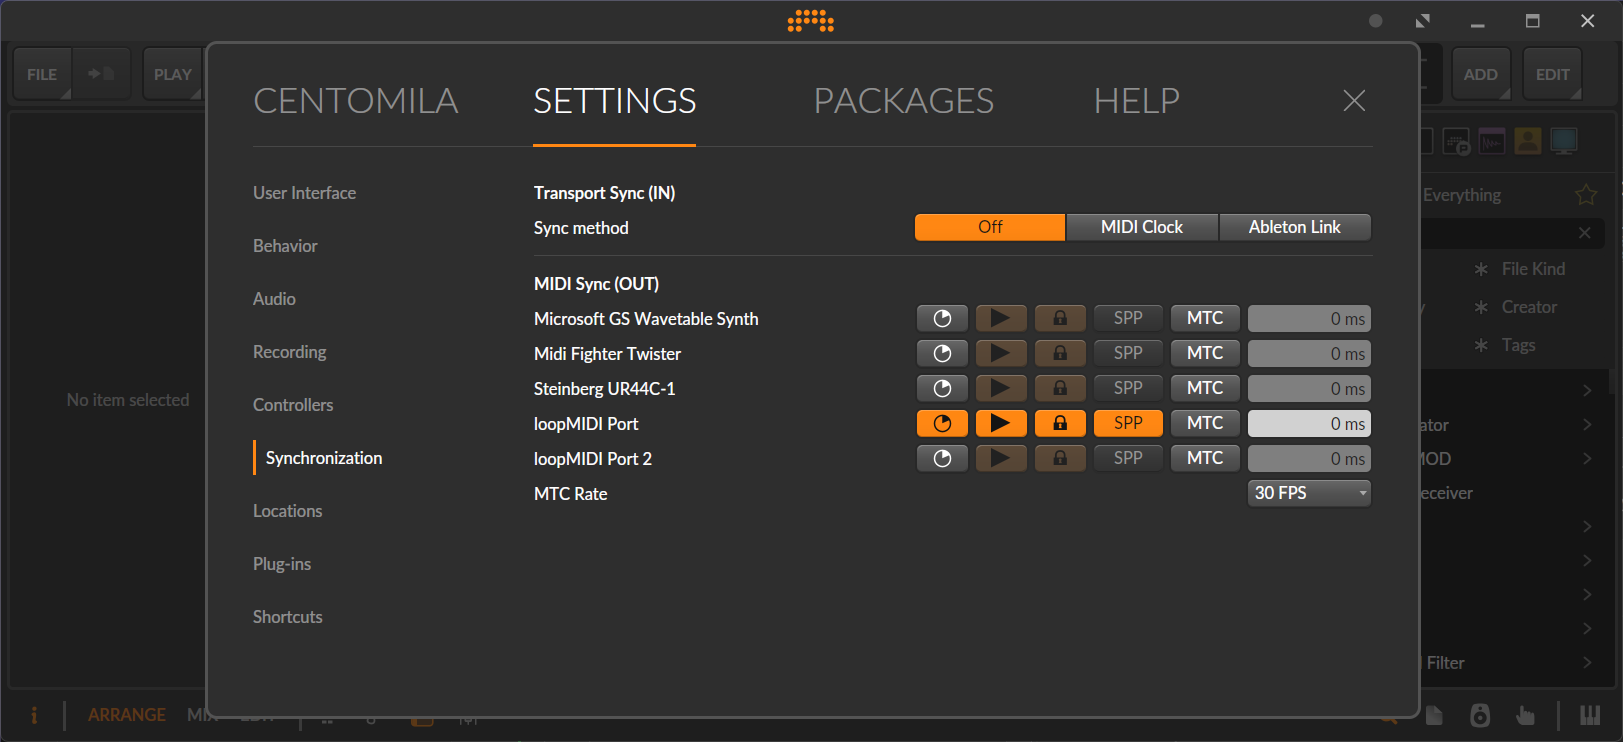 FILE
PLAY
ADD
EDIT
CENTOMILA
SETTINGS
PACKAGES
HELP
User Interface
Behavior
Audio
Recording
Controllers
Synchronization
Locations
Plug-ins
Shortcuts
Transport Sync (IN)
Sync method Off MIDI Clock Ableton Link
MIDI Sync (OUT)
Microsoft GS Wavetable Synth SPP MTC 0 ms
Midi Fighter Twister SPP MTC 0 ms
Steinberg UR44C-1 SPP MTC 0 ms
loopMIDI Port SPP MTC 0 ms
loopMIDI Port 2 SPP MTC 0 ms
MTC Rate 30 FPS
No item selected
Everything
File Kind
Creator
Tags
Filter
ARRANGE